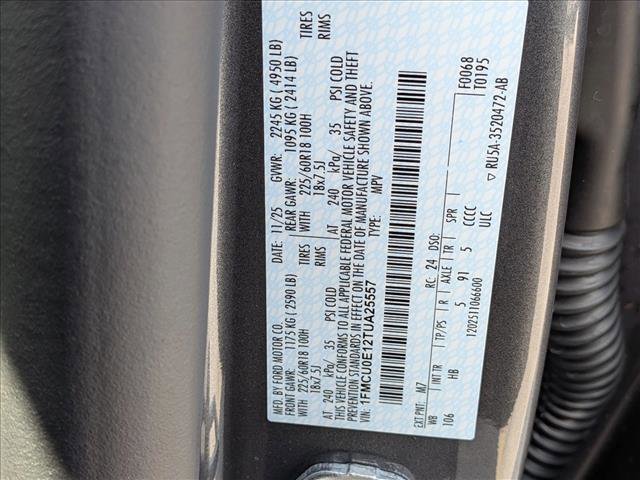 MFD. BY FORD MOTOR CO.
DATE: 11/25 GVWR: 2245 KG ( 4950 LB)
FRONT GAWR: 1175 KG ( 2590 LB) REAR GAWR: 1095 KG ( 2414 LB)
WITH 225/60R18 100H TIRES WITH 225/60R18 100H TIRES
18x7.5J RIMS 18x7.5J RIMS
AT 240 kPa/ 35 PSI COLD AT 240 kPa/ 35 PSI COLD
THIS VEHICLE CONFORMS TO ALL APPLICABLE FEDERAL MOTOR VEHICLE SAFETY AND THEFT
PREVENTION STANDARDS IN EFFECT ON THE DATE OF MANUFACTURE SHOWN ABOVE.
VIN: 1FMCU0E12TUA25557 TYPE: MPV
F0068
T0195
EXT PNT: M7 RC: 24 DSO:
WB INT TR TP/PS R AXLE TR SPR
106 HB 5 91 5 CCCC
1202511066600 ULC
▽ RU5A-3520472-AB